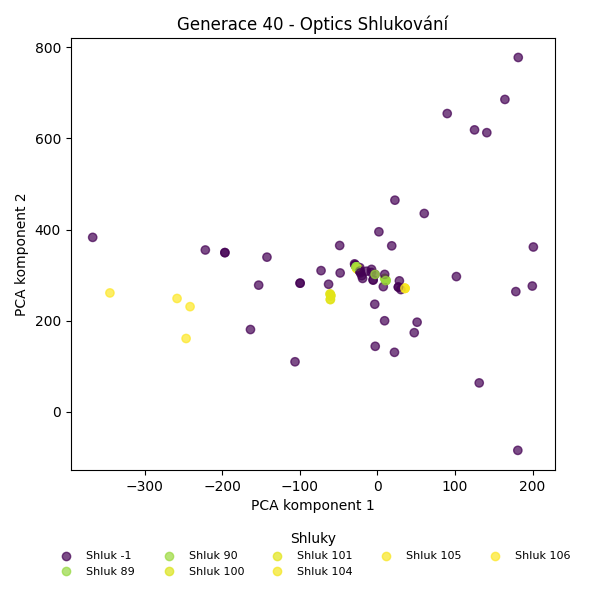 Generace 40 - Optics Shlukování
800
600
400
200
0
PCA komponent 2
−300 −200 −100 0 100 200
PCA komponent 1
Shluky
Shluk -1 Shluk 90 Shluk 101 Shluk 105 Shluk 106
Shluk 89 Shluk 100 Shluk 104